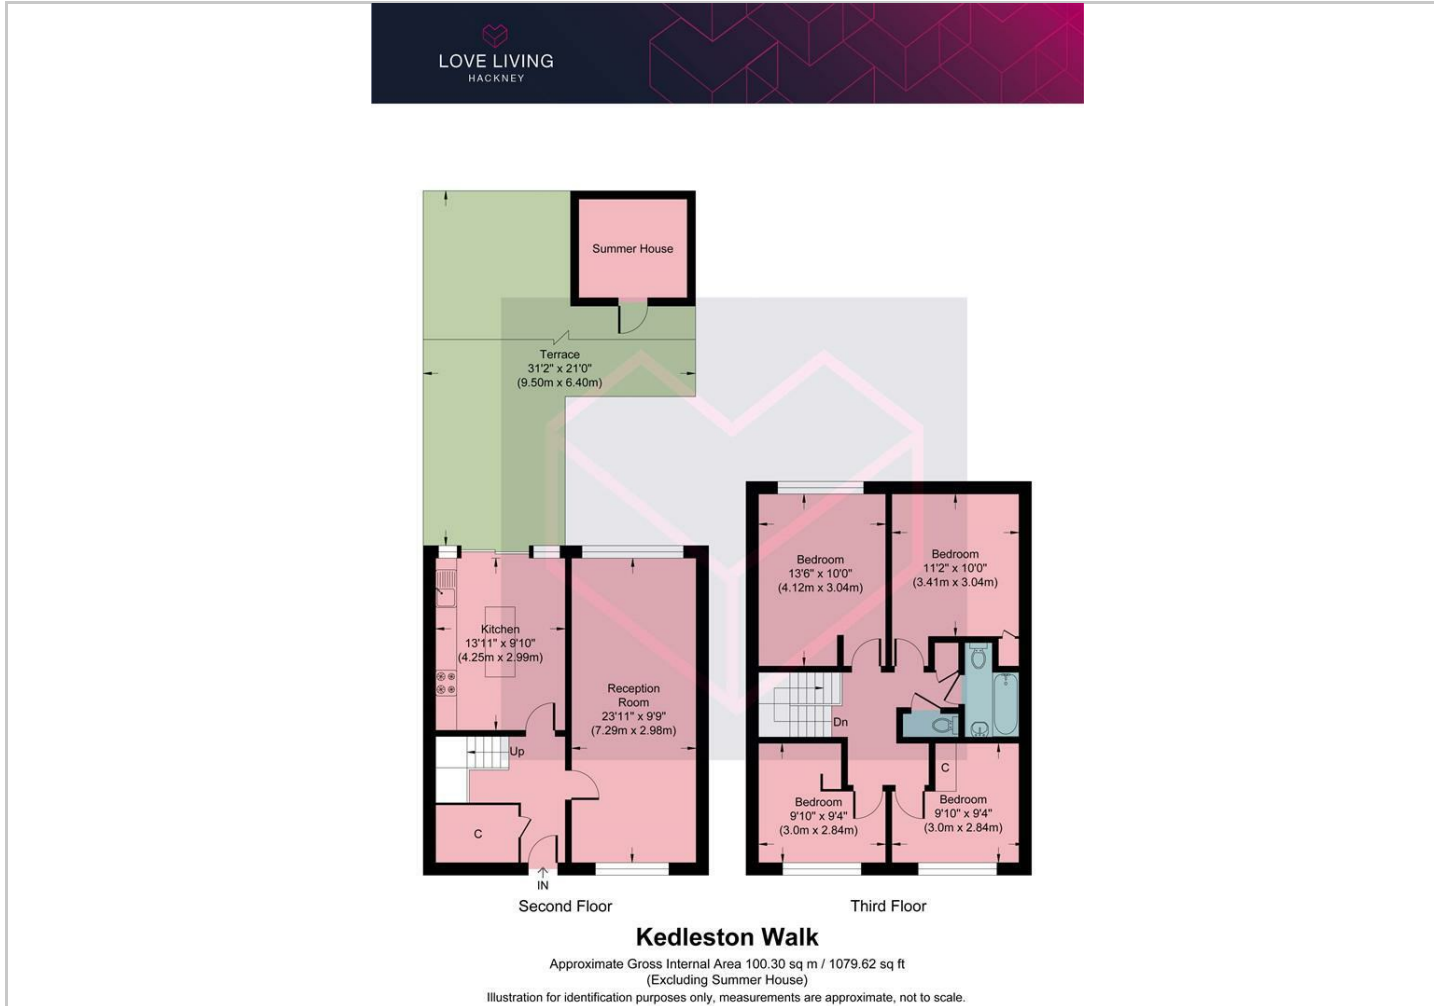 LOVE LIVING
HACKNEY
Summer House
Terrace
31'2" x 21'0"
(9.50m x 6.40m)
Kitchen
13'11" x 9'10"
(4.25m x 2.99m)
Reception
Room
23'11" x 9'9"
(7.29m x 2.98m)
Up
C
IN
Second Floor
Bedroom
13'6" x 10'0"
(4.12m x 3.04m)
Bedroom
11'2" x 10'0"
(3.41m x 3.04m)
Dn
C
Bedroom
9'10" x 9'4"
(3.0m x 2.84m)
Bedroom
9'10" x 9'4"
(3.0m x 2.84m)
Third Floor
Kedleston Walk
Approximate Gross Internal Area 100.30 sq m / 1079.62 sq ft
(Excluding Summer House)
Illustration for identification purposes only, measurements are approximate, not to scale.